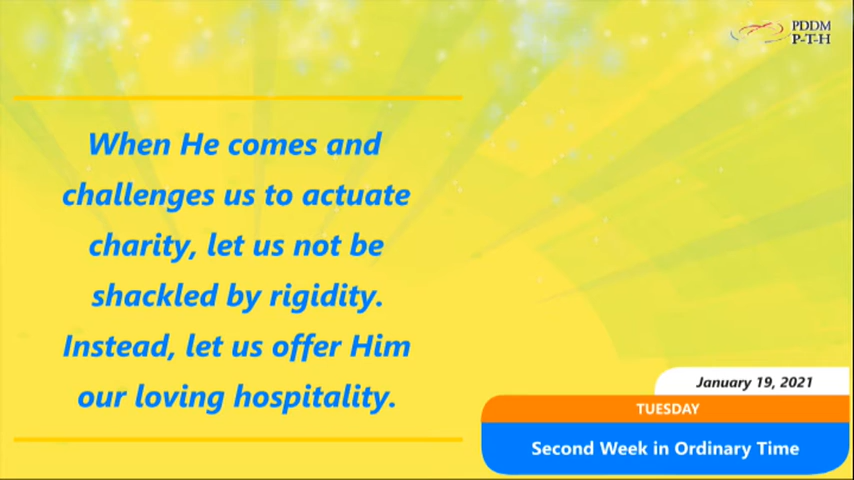 PDDM
P-T-H
When He comes and
challenges us to actuate
charity, let us not be
shackled by rigidity.
Instead, let us offer Him
our loving hospitality.
January 19, 2021
TUESDAY
Second Week in Ordinary Time